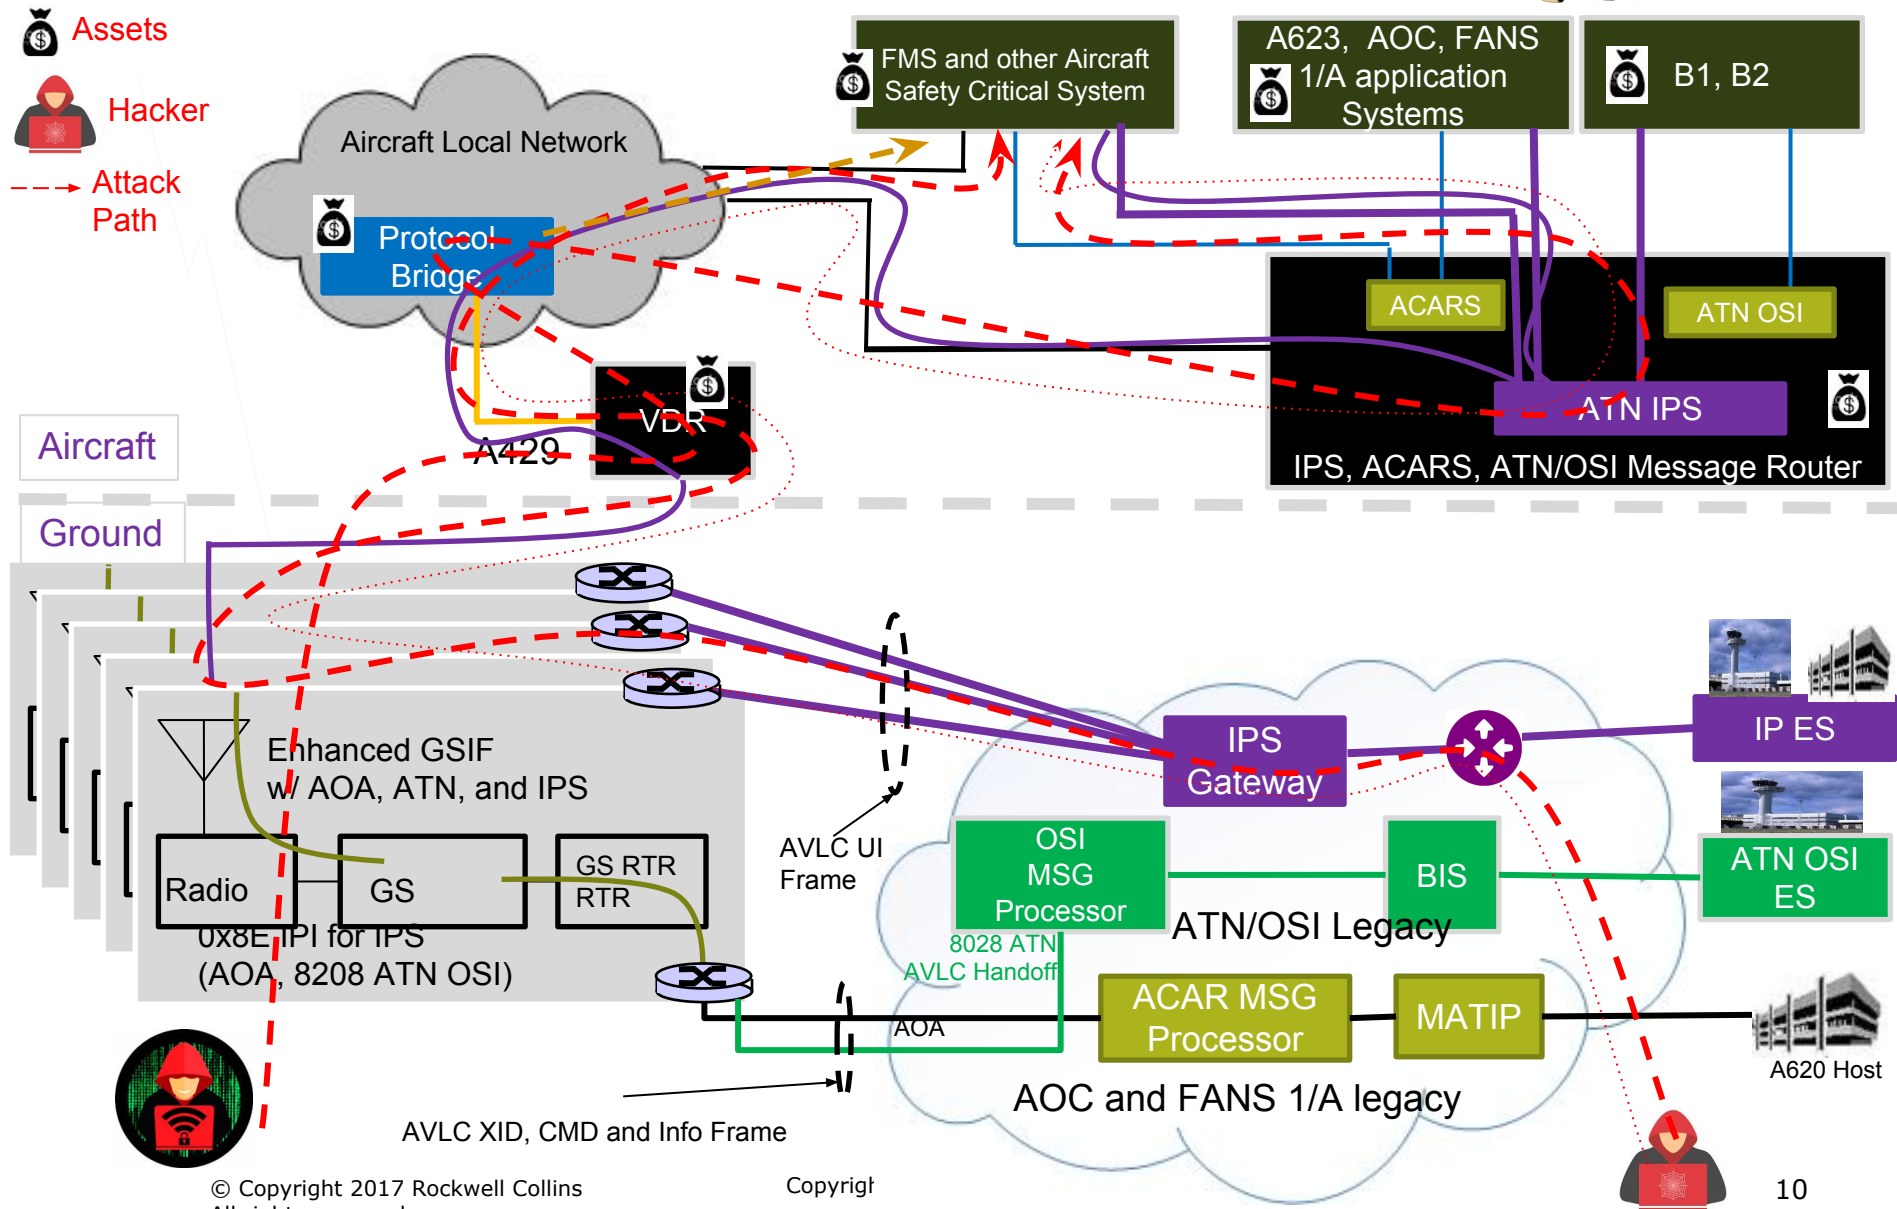 Assets
Hacker
Attack
Path
Aircraft Local Network
Protocol
Bridge
FMS and other Aircraft
Safety Critical System
A623, AOC, FANS
1/A application
Systems
B1, B2
ACARS
ATN OSI
ATN IPS
IPS, ACARS, ATN/OSI Message Router
VDR
A429
Aircraft
Ground
Enhanced GSIF
w/ AOA, ATN, and IPS
Radio
GS
GS RTR
RTR
0x8E IPI for IPS
(AOA, 8208 ATN OSI)
AVLC UI
Frame
IPS
Gateway
IP ES
OSI
MSG
Processor
BIS
ATN OSI
ES
ATN/OSI Legacy
8028 ATN
AVLC Handoff
AOA
ACAR MSG
Processor
MATIP
A620 Host
AOC and FANS 1/A legacy
AVLC XID, CMD and Info Frame
© Copyright 2017 Rockwell Collins
Copyrigh
10